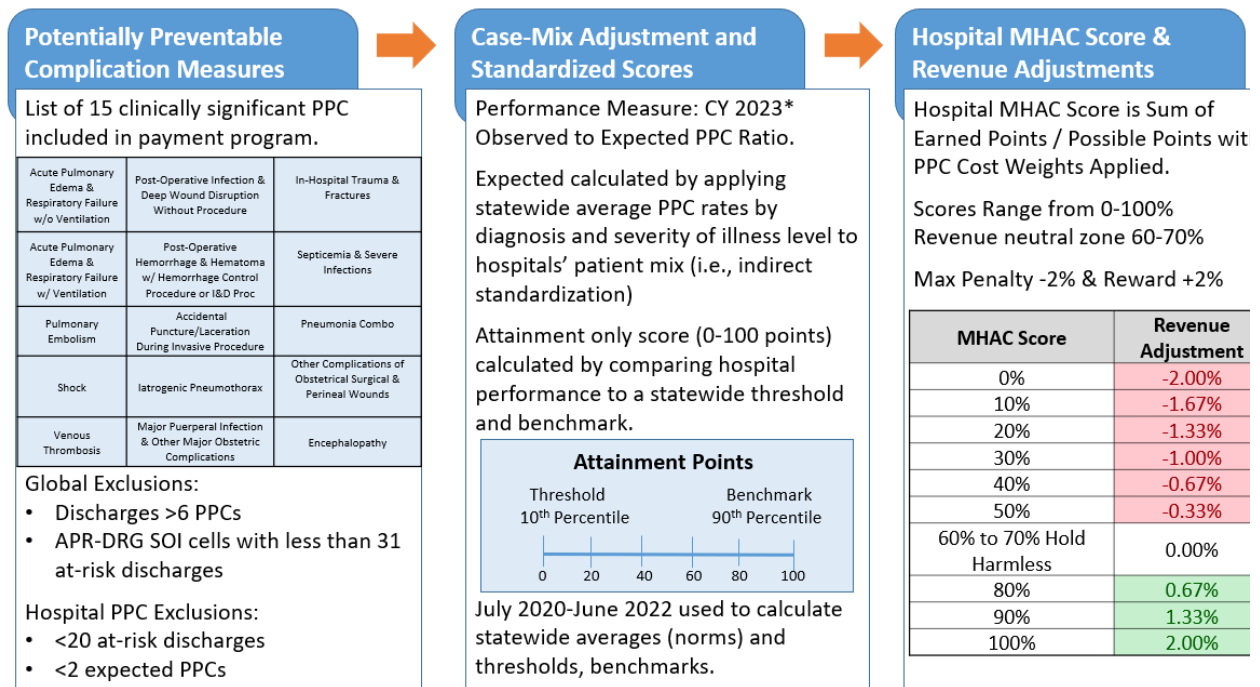 Potentially Preventable
Complication Measures
List of 15 clinically significant PPC
included in payment program.
Acute Pulmonary
Edema &
Respiratory Failure
w/o Ventilation
Post-Operative Infection &
Deep Wound Disruption
Without Procedure
In-Hospital Trauma &
Fractures
Acute Pulmonary
Edema &
Respiratory Failure
w/ Ventilation
Post-Operative
Hemorrhage & Hematoma
w/ Hemorrhage Control
Procedure or I&D Proc
Septicemia & Severe
Infections
Pulmonary
Embolism
Accidental
Puncture/Laceration
During Invasive Procedure
Pneumonia Combo
Shock
Iatrogenic Pneumothorax
Other Complications of
Obstetrical Surgical &
Perineal Wounds
Venous
Thrombosis
Major Puerperal Infection
& Other Major Obstetric
Complications
Encephalopathy
Global Exclusions:
• Discharges >6 PPCs
• APR-DRG SOI cells with less than 31
at-risk discharges
Hospital PPC Exclusions:
• <20 at-risk discharges
• <2 expected PPCs
Case-Mix Adjustment and
Standardized Scores
Performance Measure: CY 2023*
Observed to Expected PPC Ratio.
Expected calculated by applying
statewide average PPC rates by
diagnosis and severity of illness level to
hospitals' patient mix (i.e., indirect
standardization)
Attainment only score (0-100 points)
calculated by comparing hospital
performance to a statewide threshold
and benchmark.
Attainment Points
Threshold
10th Percentile
Benchmark
90th Percentile
0 20 40 60 80 100
July 2020-June 2022 used to calculate
statewide averages (norms) and
thresholds, benchmarks.
Hospital MHAC Score &
Revenue Adjustments
Hospital MHAC Score is Sum of
Earned Points / Possible Points
PPC Cost Weights Applied.
Scores Range from 0-100%
Revenue neutral zone 60-70%
Max Penalty -2% & Reward +2%
MHAC Score
Revenue
Adjustment
0% -2.00%
10% -1.67%
20% -1.33%
30% -1.00%
40% -0.67%
50% -0.33%
60% to 70% Hold
Harmless
0.00%
80% 0.67%
90% 1.33%
100% 2.00%